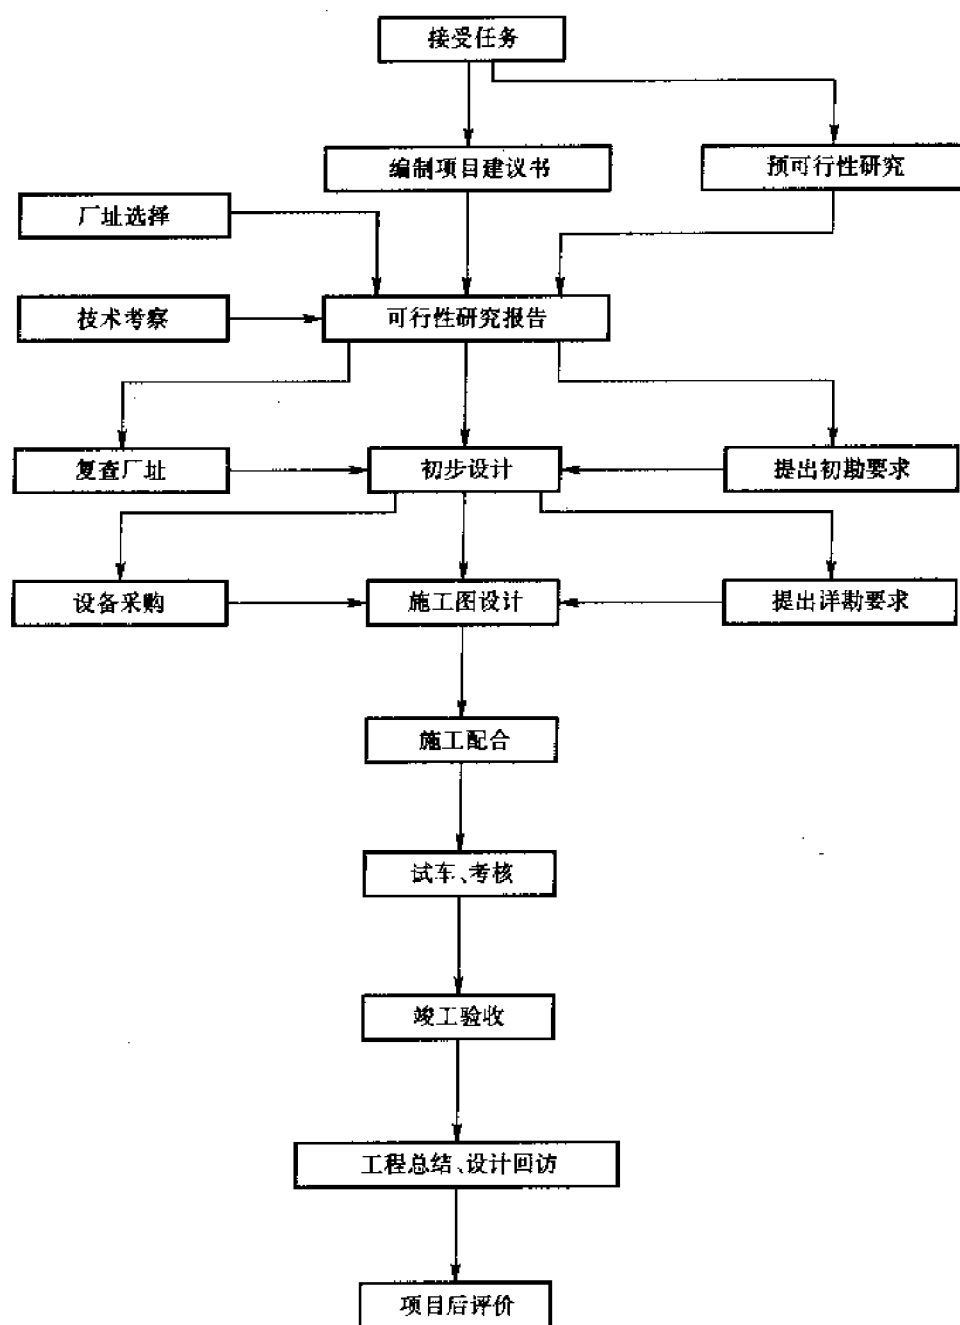 接受任务
编制项目建议书
预可行性研究
厂址选择
技术考察
可行性研究报告
复查厂址
初步设计
提出初勘要求
设备采购
施工图设计
提出详勘要求
施工配合
试车、考核
竣工验收
工程总结、设计回访
项目后评价